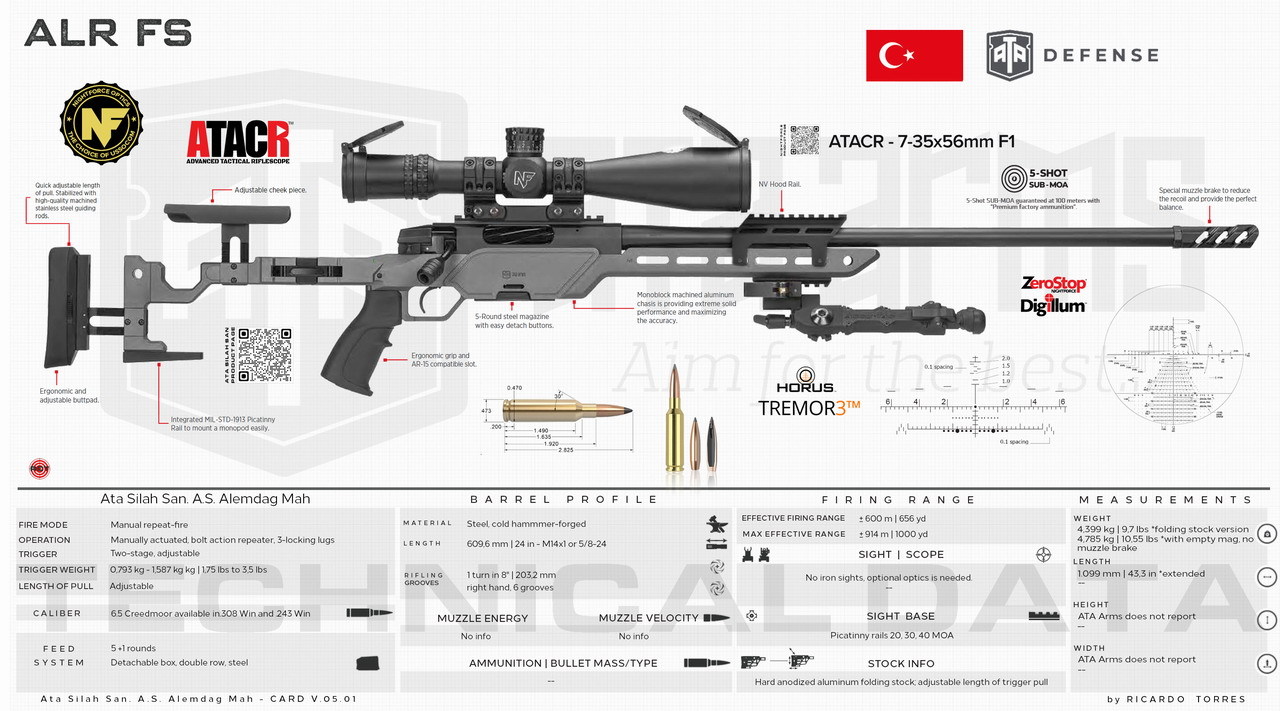 ALR FS
ATA
DEFENSE
NIGHTFORCE OPTICS
NF
THE CHOICE OF USSOCOM
ATACR™
ADVANCED TACTICAL RIFLESCOPE
ATACR - 7-35x56mm F1
5-SHOT
SUB-MOA
5-Shot SUB-MOA guaranteed at 100 meters with
"Premium factory ammunition".
Quick adjustable length
of pull. Stabilized with
high-quality machined
stainless steel guiding
rods.
Adjustable cheek piece.
NV Hood Rail.
Special muzzle brake to reduce
the recoil and provide the perfect
balance.
NF
ZeroStop
NIGHTFORCE
DigIllum
5-Round steel magazine
with easy detach buttons.
Monoblock machined aluminum
chasis is providing extreme solid
performance and maximizing
the accuracy.
ATA SILAH SAN
PRODUCT PAGE
Ergonomic grip and
AR-15 compatible slot.
Ergonomic and
adjustable buttpad.
Integrated MIL-STD-1913 Picatinny
Rail to mount a monopod easily.
Aim for the best.
0.470
30°
.473
.200
1.490
1.635
1.920
2.825
HORUS
TREMOR3™
0.1 spacing
2.0
1.5
1.2
1.0
6
4
2
2
4
6
0.1 spacing
TECHNICAL DATA
Ata Silah San. A.S. Alemdag Mah
FIRE MODE Manual repeat-fire
OPERATION Manually actuated, bolt action repeater, 3-locking lugs
TRIGGER Two-stage, adjustable
TRIGGER WEIGHT 0,793 kg - 1,587 kg kg | 1,75 lbs to 3,5 lbs
LENGTH OF PULL Adjustable
CALIBER 6.5 Creedmoor available in.308 Win and .243 Win
FEED
SYSTEM
5 +1 rounds
Detachable box, double row, steel
BARREL PROFILE
MATERIAL Steel, cold hammmer-forged
LENGTH 609,6 mm | 24 in - M14x1 or 5/8-24
RIFLING
GROOVES
1 turn in 8" | 203,2 mm
right hand, 6 grooves
MUZZLE ENERGY MUZZLE VELOCITY
No info No info
AMMUNITION | BULLET MASS/TYPE
--
FIRING RANGE
EFFECTIVE FIRING RANGE ± 600 m | 656 yd
MAX EFFECTIVE RANGE ± 914 m | 1000 yd
SIGHT | SCOPE
No iron sights, optional optics is needed.
--
SIGHT BASE
Picatinny rails 20, 30, 40 MOA
STOCK INFO
Hard anodized aluminum folding stock, adjustable length of trigger pull
MEASUREMENTS
WEIGHT
4,399 kg | 9,7 lbs *folding stock version
4,785 kg | 10,55 lbs *with empty mag, no
muzzle brake
LENGTH
1.099 mm | 43,3 in *extended
--
HEIGHT
ATA Arms does not report
--
WIDTH
ATA Arms does not report
--
Ata Silah San. A.S. Alemdag Mah - CARD V.05.01
by RICARDO TORRES